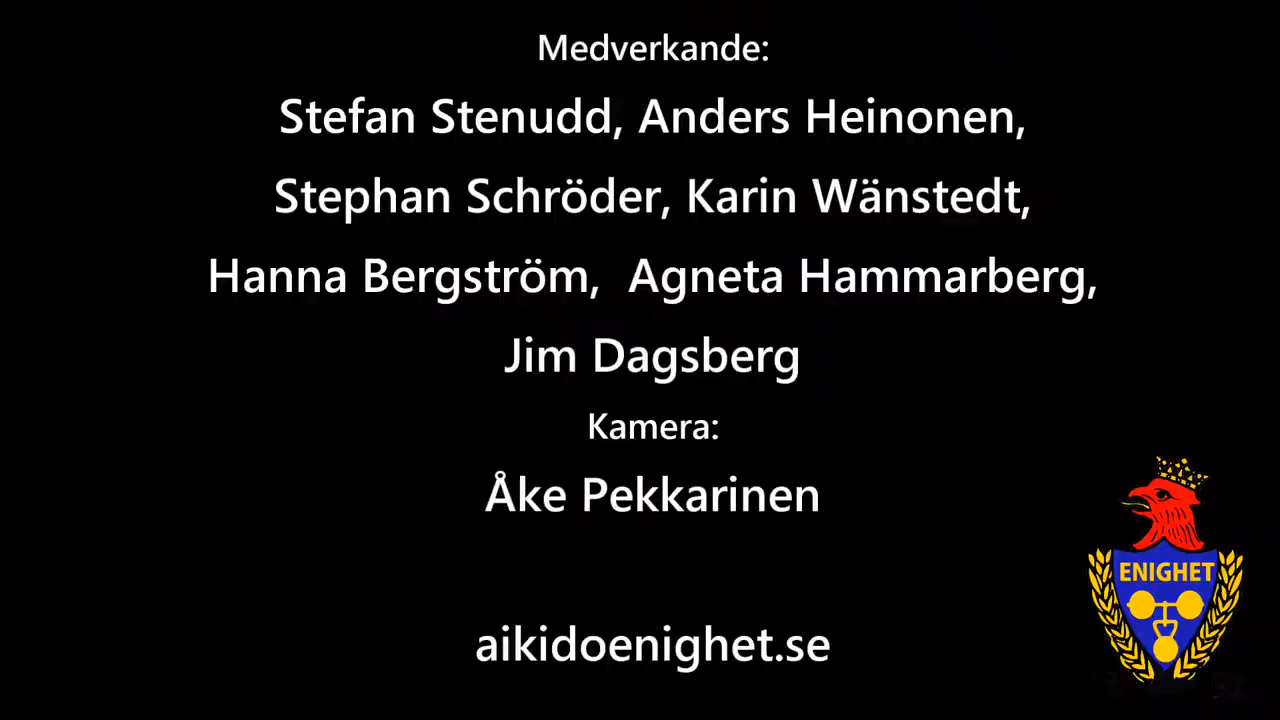 Medverkande:
Stefan Stenudd, Anders Heinonen,
Stephan Schröder, Karin Wänstedt,
Hanna Bergström, Agneta Hammarberg,
Jim Dagsberg
Kamera:
Åke Pekkarinen
ENIGHET
aikidoenighet.se